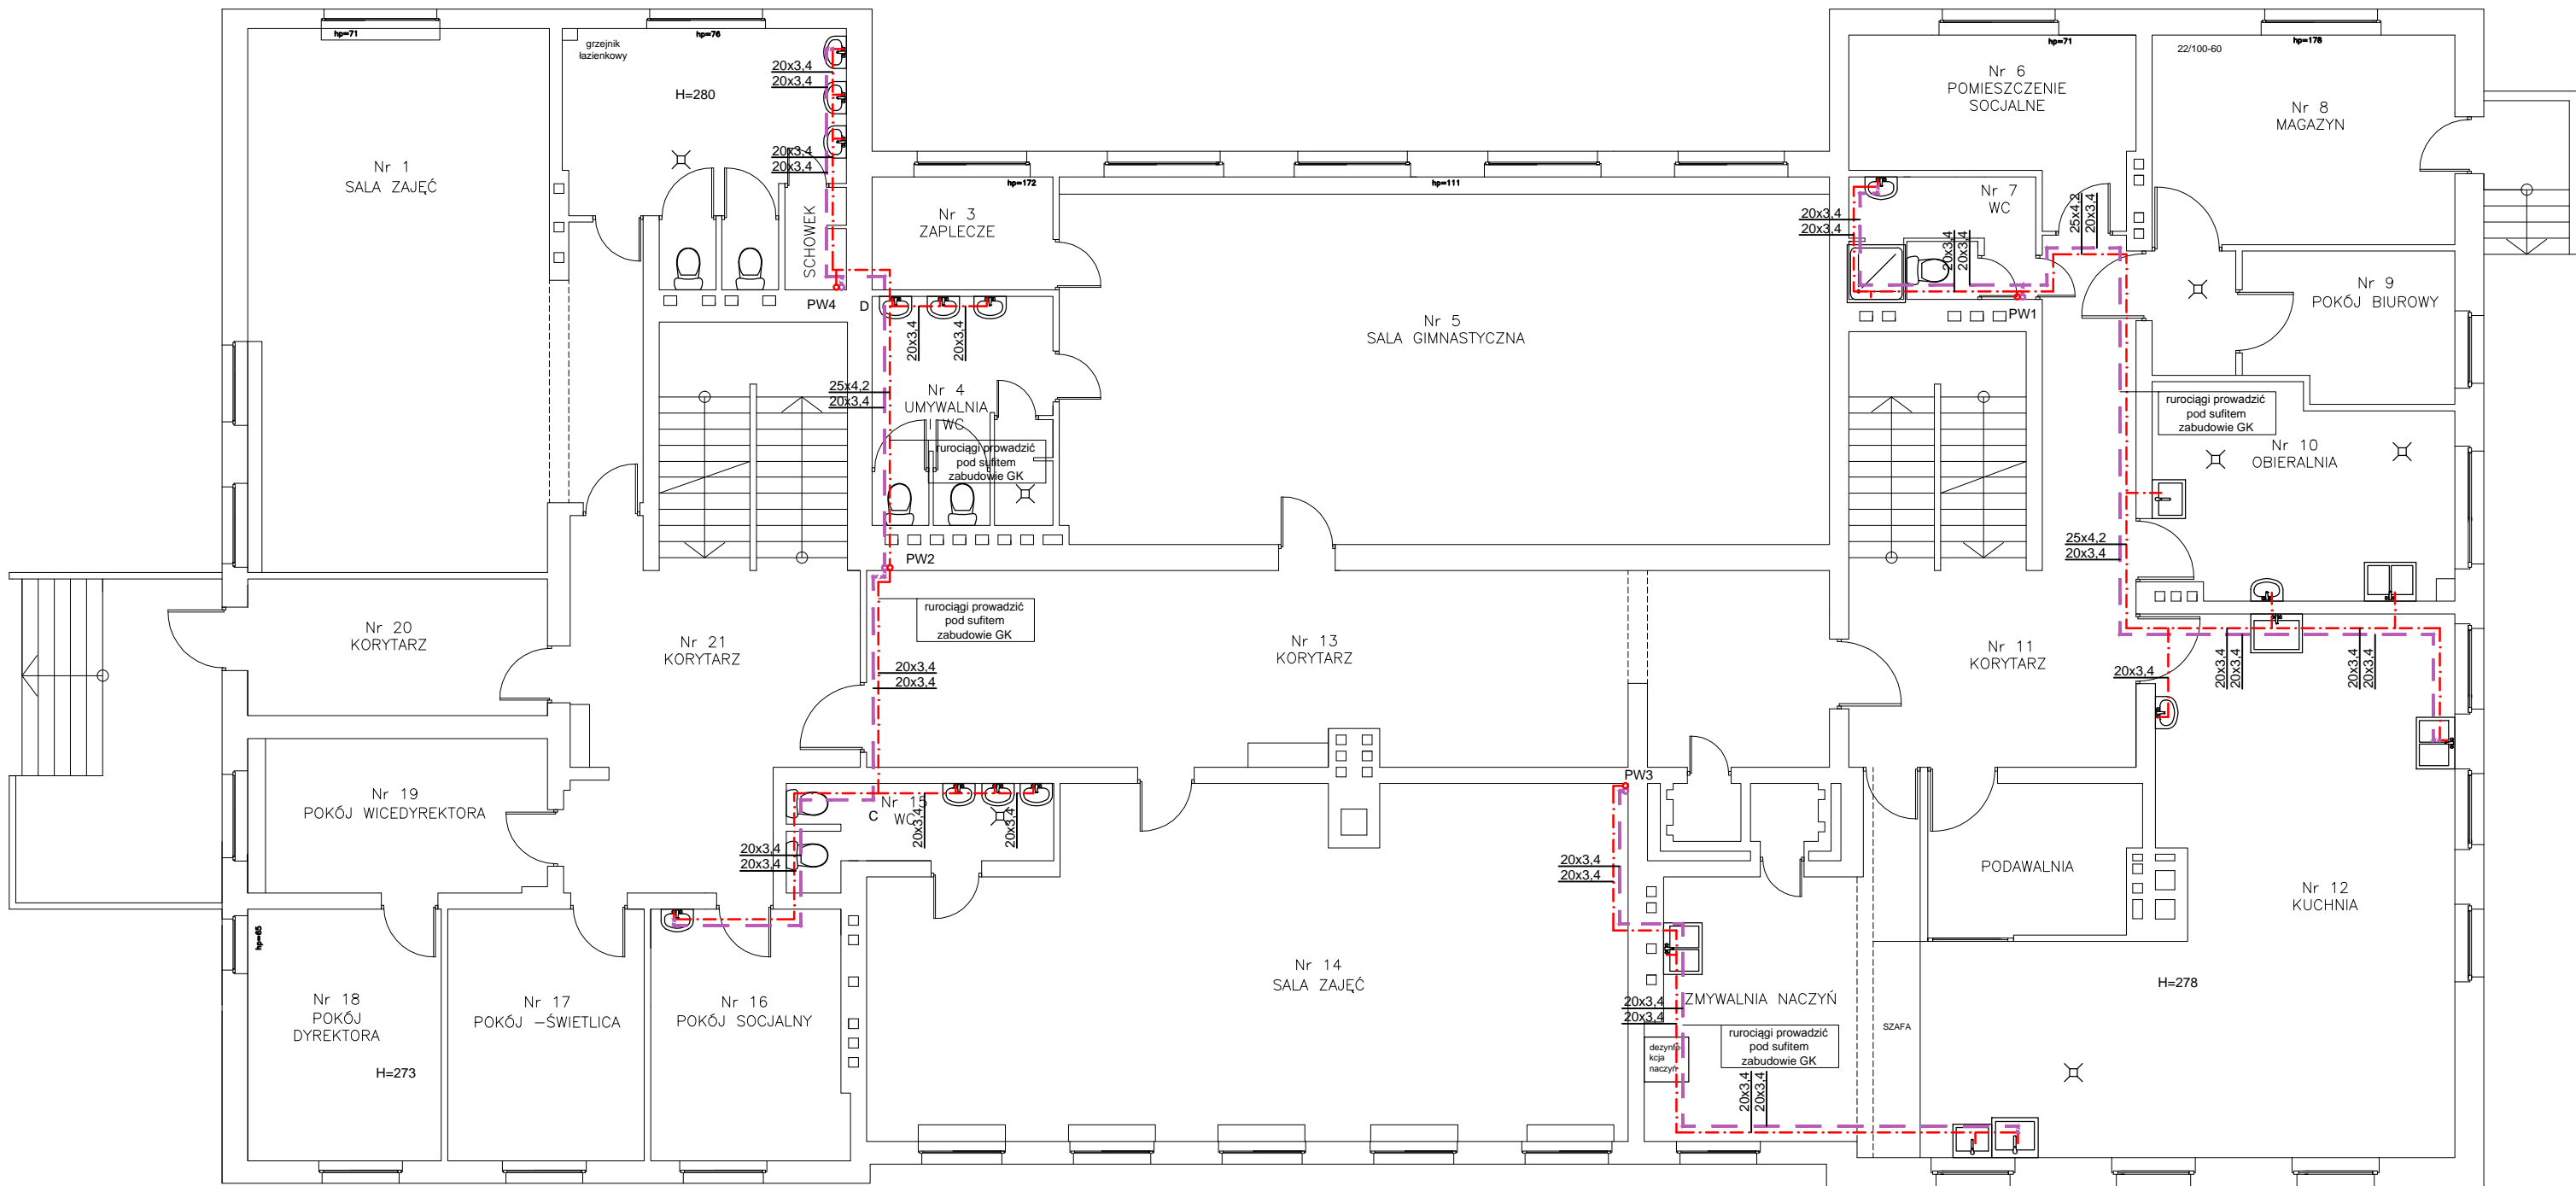 hp=71
grzejnik
łazienkowy
hp=76
20x3,4
20x3,4
H=280
20x3,4
20x3,4
Nr 1
SALA ZAJĘĆ
SCHOWEK
PW4
D
hp=172
Nr 3
ZAPLECZE
hp=111
Nr 5
SALA GIMNASTYCZNA
20x3,4
20x3,4
25x4,2
20x3,4
Nr 4
UMYWALNIA
I WC
rurociągi prowadzić
pod sufitem
zabudowie GK
PW2
hp=71
Nr 6
POMIESZCZENIE
SOCJALNE
22/100-60
hp=178
Nr 8
MAGAZYN
Nr 7
WC
20x3,4
20x3,4
20x3,4
20x3,4
25x4,2
20x3,4
PW1
Nr 9
POKÓJ BIUROWY
rurociągi prowadzić
pod sufitem
zabudowie GK
Nr 10
OBIERALNIA
25x4,2
20x3,4
rurociągi prowadzić
pod sufitem
zabudowie GK
Nr 20
KORYTARZ
Nr 21
KORYTARZ
20x3,4
20x3,4
Nr 13
KORYTARZ
Nr 11
KORYTARZ
20x3,4
20x3,4
20x3,4
20x3,4
20x3,4
Nr 19
POKÓJ WICEDYREKTORA
Nr 15
WC
C
20x3,4
20x3,4
20x3,4
20x3,4
PW3
20x3,4
20x3,4
PODAWALNIA
Nr 12
KUCHNIA
hp=65
Nr 18
POKÓJ
DYREKTORA
H=273
Nr 17
POKÓJ –ŚWIETLICA
Nr 16
POKÓJ SOCJALNY
Nr 14
SALA ZAJĘĆ
20x3,4
20x3,4
ZMYWALNIA NACZYŃ
rurociągi prowadzić
pod sufitem
zabudowie GK
dezynfe-
kcja
naczyń
20x3,4
20x3,4
SZAFA
H=278